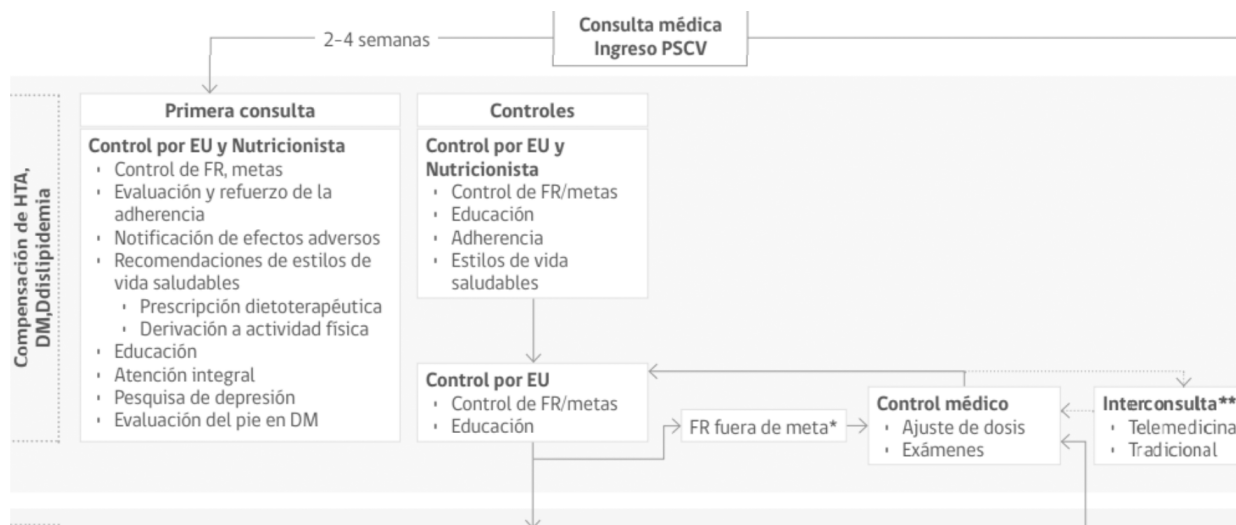 Consulta médica
Ingreso PSCV
2-4 semanas
Compensación de HTA,
DM,Ddislipidemia
Primera consulta
Control por EU y Nutricionista
Control de FR, metas
Evaluación y refuerzo de la
adherencia
Notificación de efectos adversos
Recomendaciones de estilos de
vida saludables
Prescripción dietoterapéutica
Derivación a actividad física
Educación
Atención integral
Pesquisa de depresión
Evaluación del pie en DM
Controles
Control por EU y
Nutricionista
Control de FR/metas
Educación
Adherencia
Estilos de vida
saludables
Control por EU
Control de FR/metas
Educación
FR fuera de meta*
Control médico
Ajuste de dosis
Exámenes
Interconsulta**
Telemedicina
Tradicional